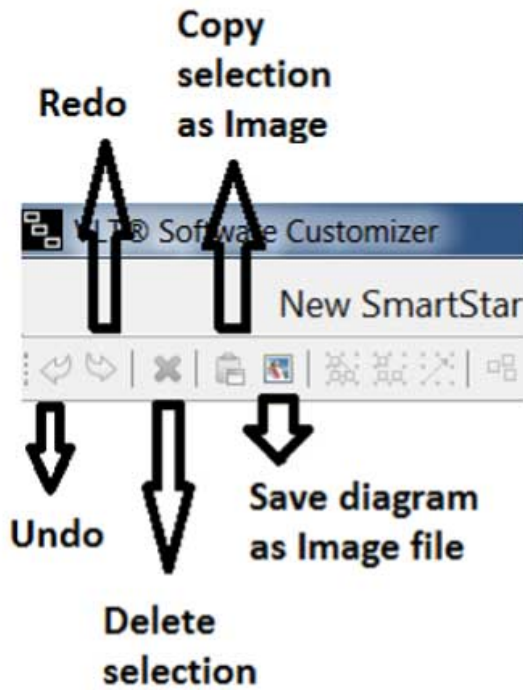 Copy
selection
as Image
Redo
VLT® Software Customizer
New SmartStar
Undo
Save diagram
as Image file
Delete
selection